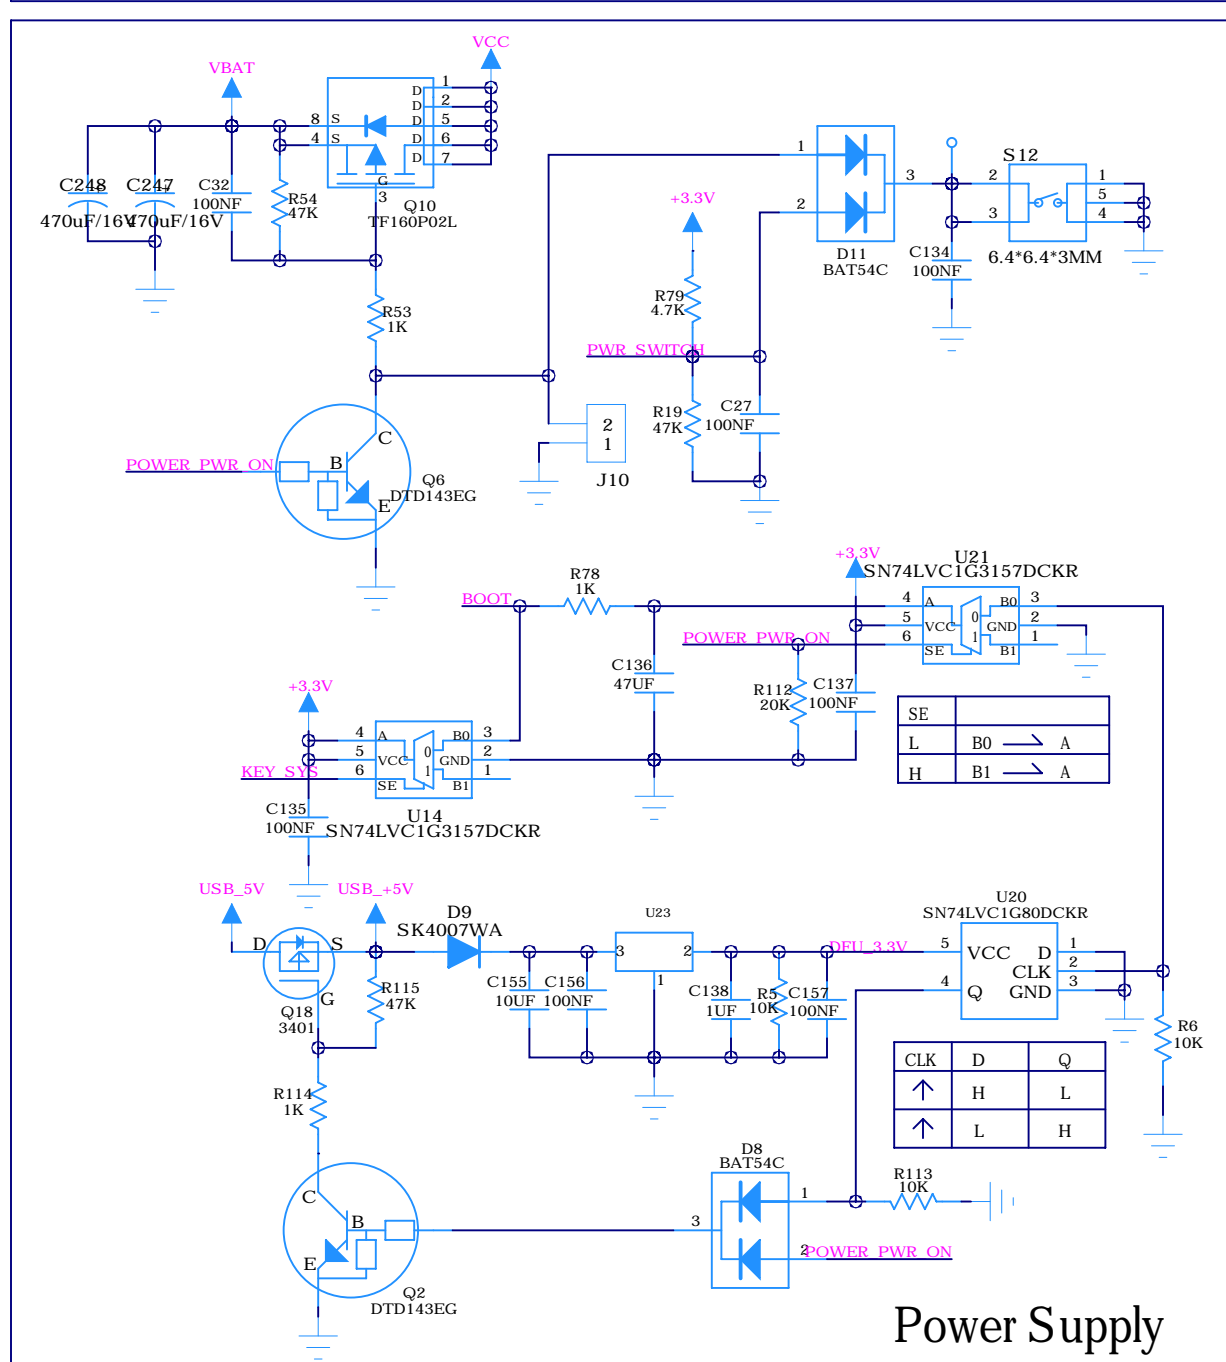 VCC
VBAT
8 S D 1
D 2
4 S D 5
D 6
D 7
G
3
C248
470uF/16V
C247
470uF/16V
C32
100NF
R54
47K
Q10
TF160P02L
R53
1K
POWER_PWR_ON
B
C
E
Q6
DTD143EG
2
1
J10
+3.3V
R79
4.7K
PWR_SWITCH
R19
47K
C27
100NF
1
2
3
D11
BAT54C
C134
100NF
S12
2
3
1
5
4
6.4*6.4*3MM
BOOT
R78
1K
C136
47UF
+3.3V
U21
SN74LVC1G3157DCKR
4 A B0 3
5 VCC GND 2
6 SE B1 1
0
1
POWER_PWR_ON
R112
20K
C137
100NF
SE
L B0 A
H B1 A
+3.3V
4 A B0 3
5 VCC GND 2
6 SE B1 1
0
1
KEY_SYS
C135
100NF
U14
SN74LVC1G3157DCKR
USB_5V
USB_+5V
D
S
G
Q18
3401
R115
47K
D9
SK4007WA
C155
10UF
C156
100NF
U23
3
2
1
C138
1UF
R5
10K
C157
100NF
DFU_3.3V
U20
SN74LVC1G80DCKR
5 VCC D 1
CLK 2
4 Q GND 3
R6
10K
CLK D Q
↑ H L
↑ L H
R114
1K
C
B
E
Q2
DTD143EG
D8
BAT54C
3
1
2
R113
10K
POWER_PWR_ON
Power Supply